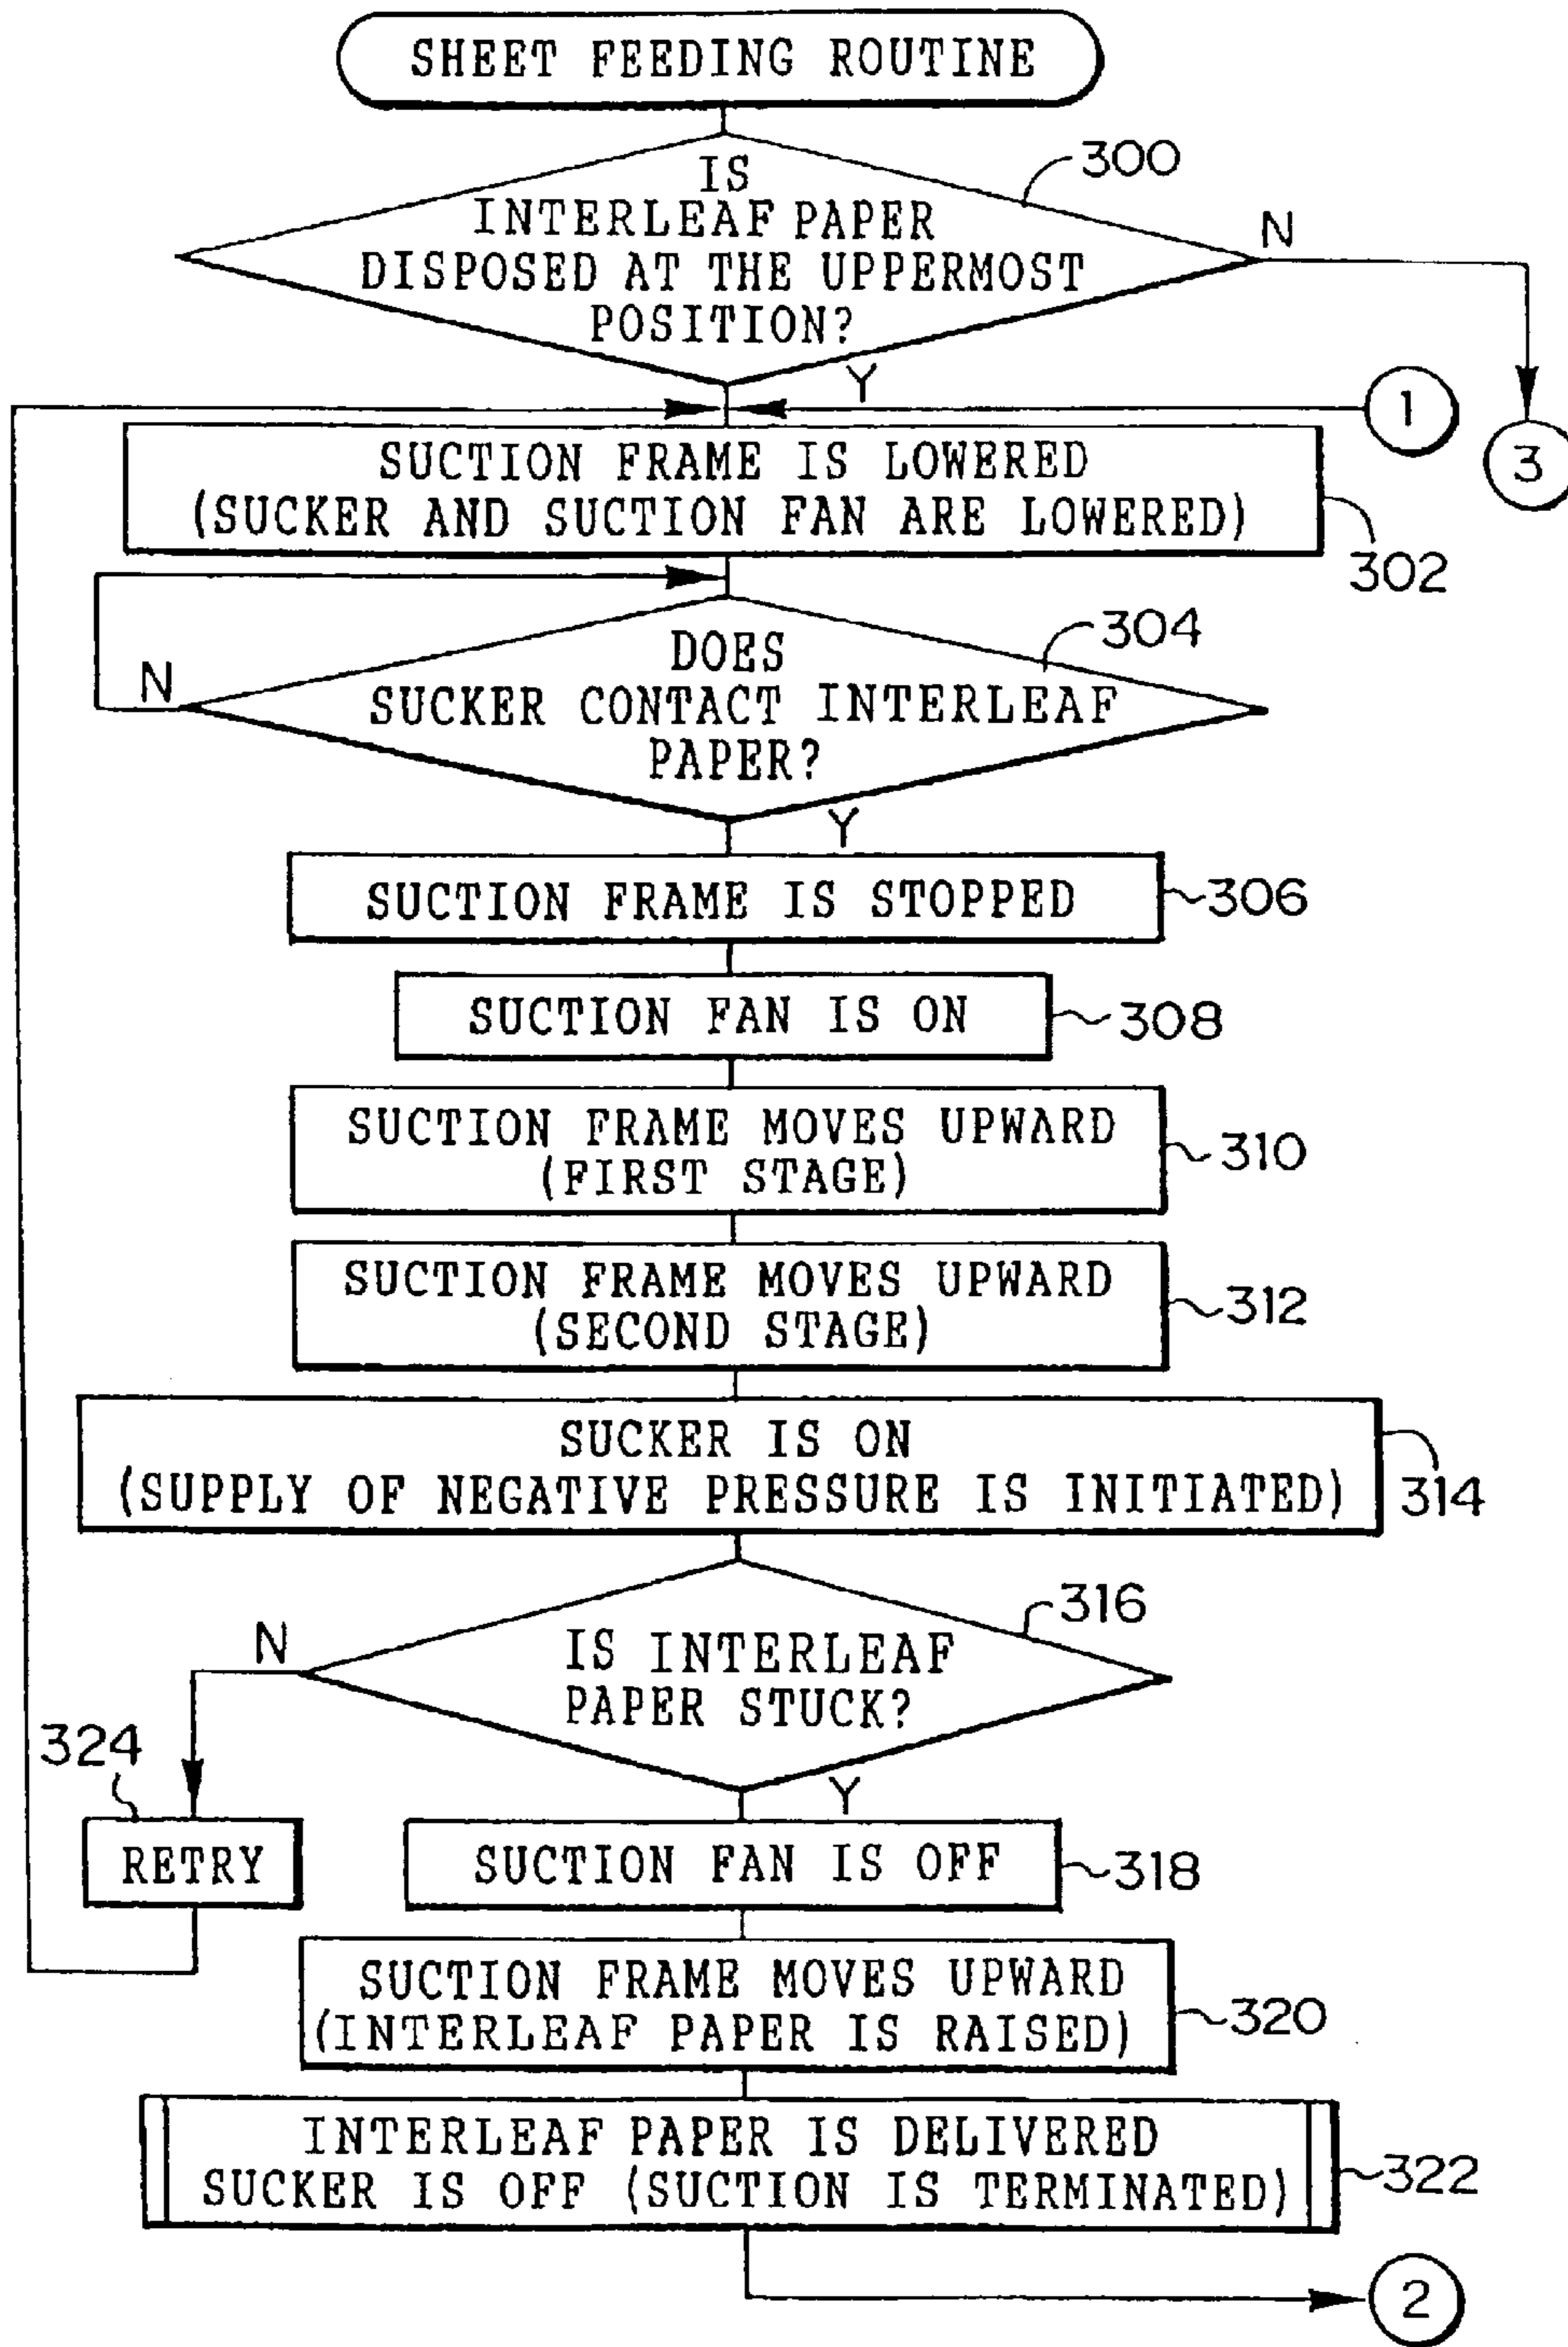 SHEET FEEDING ROUTINE
300
IS
INTERLEAF PAPER
DISPOSED AT THE UPPERMOST
POSITION?
N
Y
1
3
SUCTION FRAME IS LOWERED
(SUCKER AND SUCTION FAN ARE LOWERED)
302
304
DOES
SUCKER CONTACT INTERLEAF
PAPER?
N
Y
SUCTION FRAME IS STOPPED
306
SUCTION FAN IS ON
308
SUCTION FRAME MOVES UPWARD
(FIRST STAGE)
310
SUCTION FRAME MOVES UPWARD
(SECOND STAGE)
312
SUCKER IS ON
(SUPPLY OF NEGATIVE PRESSURE IS INITIATED)
314
316
N
IS INTERLEAF
PAPER STUCK?
Y
324
RETRY
SUCTION FAN IS OFF
318
SUCTION FRAME MOVES UPWARD
(INTERLEAF PAPER IS RAISED)
320
INTERLEAF PAPER IS DELIVERED
SUCKER IS OFF (SUCTION IS TERMINATED)
322
2